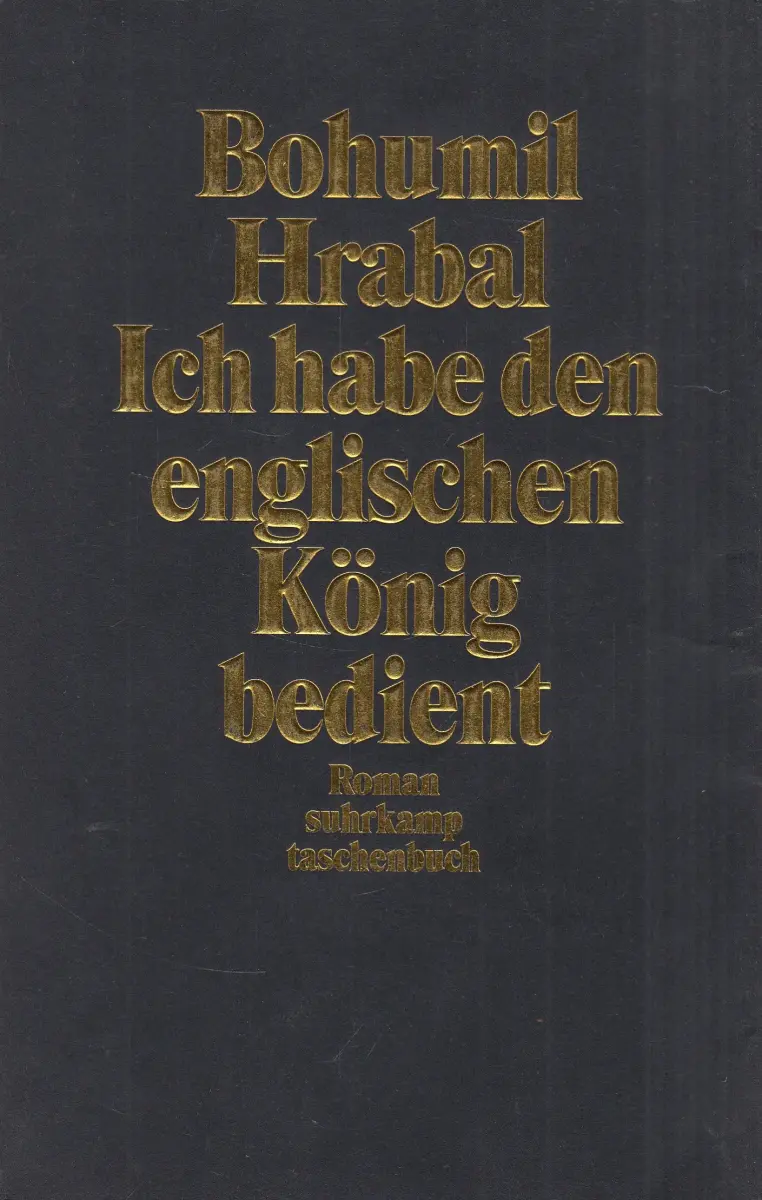 Bohumil
Hrabal
Ich habe den
englischen
König
bedient
Roman
suhrkamp
taschenbuch